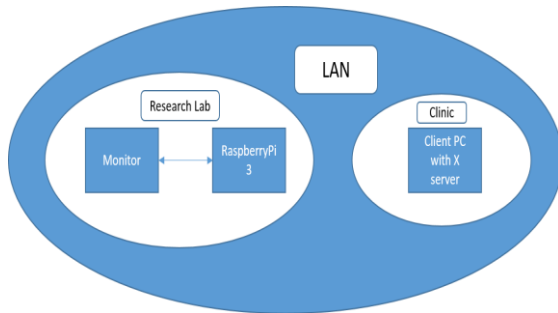 LAN
Research Lab
Clinic
Monitor
RaspberryPi
3
Client PC
with X
server